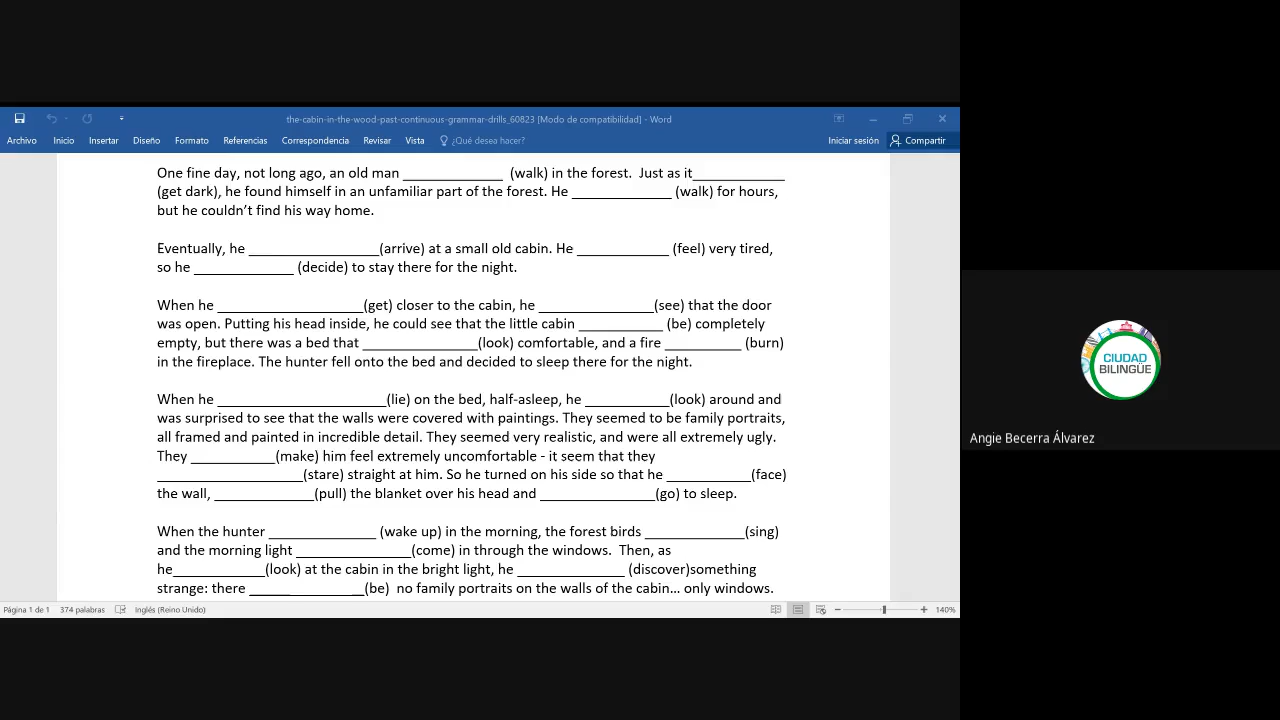 the-cabin-in-the-wood-past-continuous-grammar-drills_60823 [Modo de compatibilidad] - Word
Archivo Inicio Insertar Diseño Formato Referencias Correspondencia Revisar Vista ¿Qué desea hacer? Iniciar sesión Compartir
One fine day, not long ago, an old man _____________ (walk) in the forest. Just as it____________
(get dark), he found himself in an unfamiliar part of the forest. He _____________ (walk) for hours,
but he couldn't find his way home.
Eventually, he _________________(arrive) at a small old cabin. He ____________ (feel) very tired,
so he _____________ (decide) to stay there for the night.
When he ___________________(get) closer to the cabin, he _______________(see) that the door
was open. Putting his head inside, he could see that the little cabin ___________ (be) completely
empty, but there was a bed that _______________(look) comfortable, and a fire __________ (burn)
in the fireplace. The hunter fell onto the bed and decided to sleep there for the night.
When he ______________________(lie) on the bed, half-asleep, he ___________(look) around and
was surprised to see that the walls were covered with paintings. They seemed to be family portraits,
all framed and painted in incredible detail. They seemed very realistic, and were all extremely ugly.
They ___________(make) him feel extremely uncomfortable - it seem that they
___________________(stare) straight at him. So he turned on his side so that he ___________(face)
the wall, _____________(pull) the blanket over his head and _______________(go) to sleep.
When the hunter ______________ (wake up) in the morning, the forest birds _____________(sing)
and the morning light _______________(come) in through the windows. Then, as
he____________(look) at the cabin in the bright light, he ______________ (discover)something
strange: there _______________(be) no family portraits on the walls of the cabin... only windows.
Página 1 de 1 374 palabras Inglés (Reino Unido) 140%
CIUDAD
BILINGÜE
Angie Becerra Álvarez